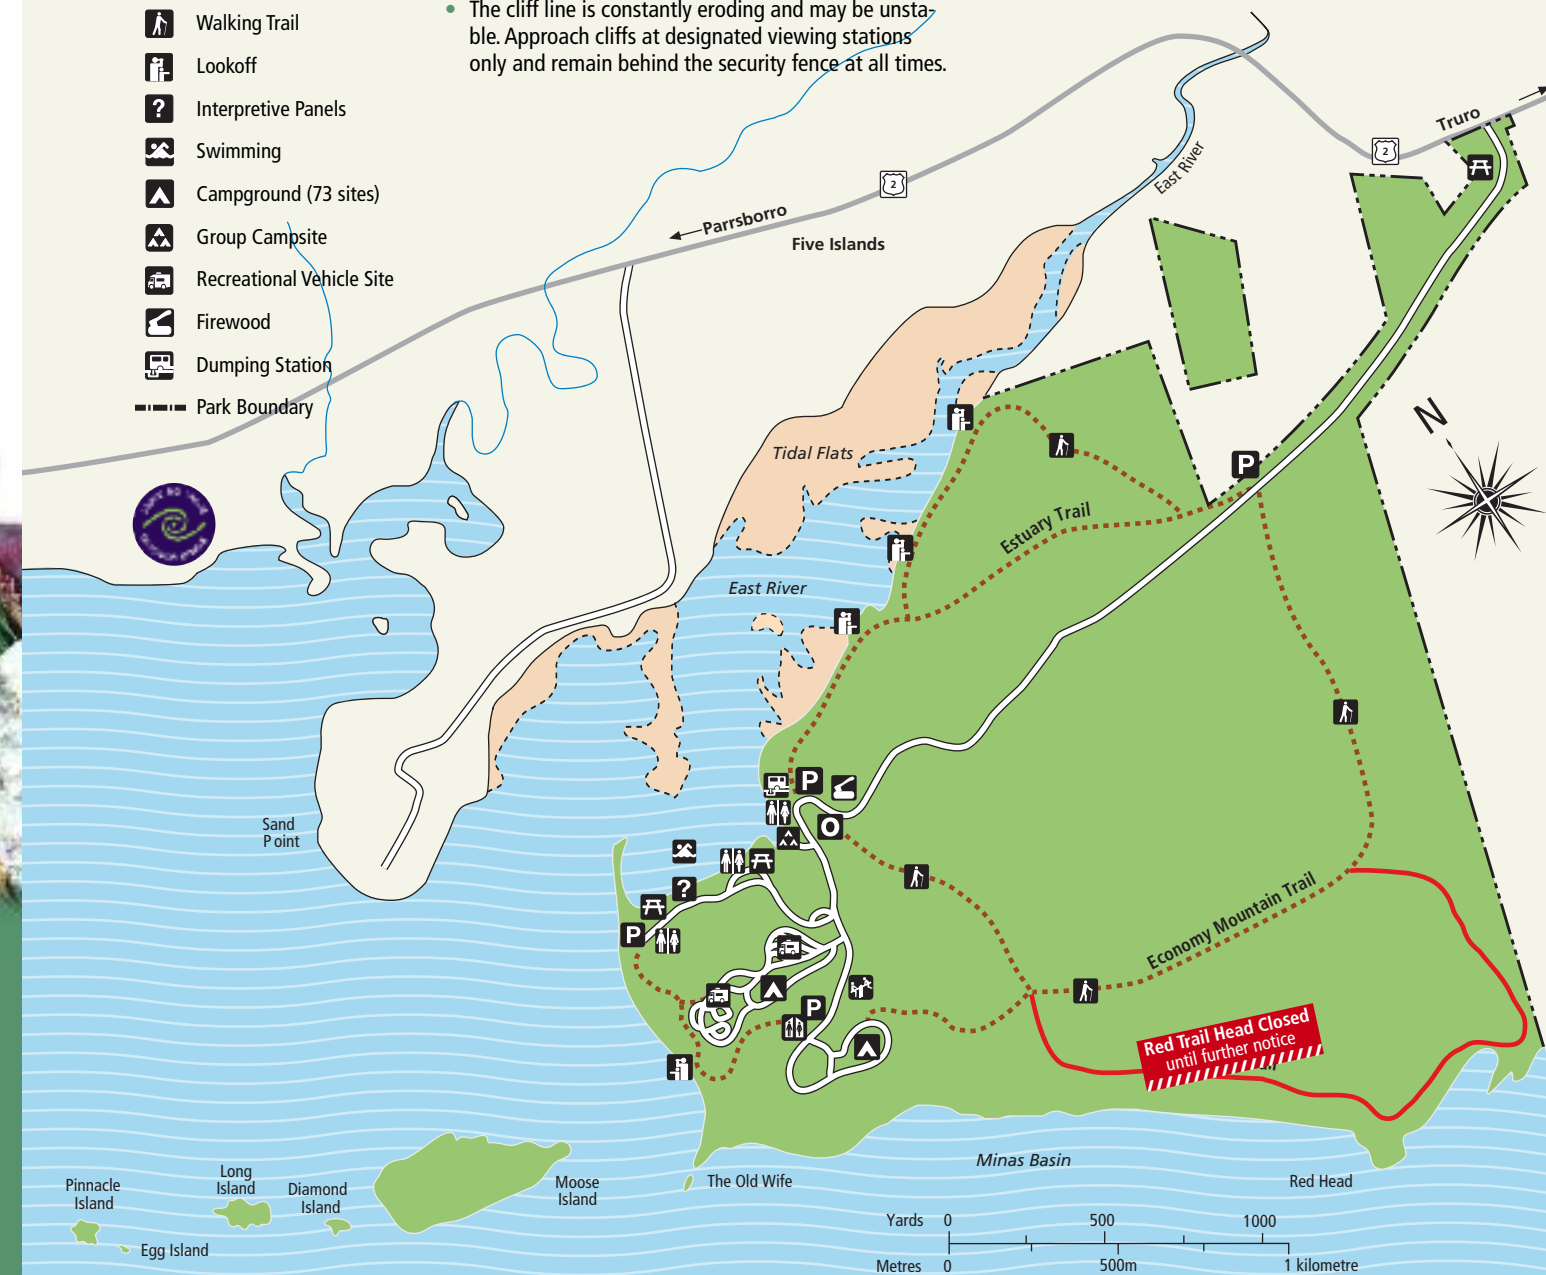 Walking Trail
Lookoff
Interpretive Panels
Swimming
Campground (73 sites)
Group Campsite
Recreational Vehicle Site
Firewood
Dumping Station
Park Boundary
• The cliff line is constantly eroding and may be unsta-
ble. Approach cliffs at designated viewing stations
only and remain behind the security fence at all times.
?
Truro
2
2
East River
Parrsborro
Five Islands
N
Tidal Flats
P
Estuary Trail
East River
P
Sand
Point
O
?
P
Economy Mountain Trail
P
Red Trail Head Closed
until further notice
Minas Basin
Red Head
The Old Wife
Moose
Island
Long
Island
Diamond
Island
Pinnacle
Island
Egg Island
Yards 0 500 1000
Metres 0 500m 1 kilometre